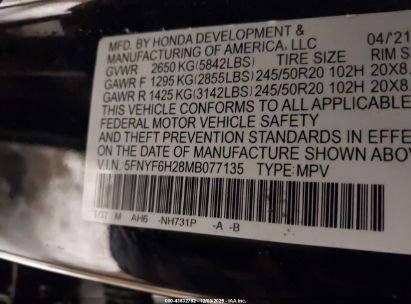 MFD. BY HONDA DEVELOPMENT & 04/21
MANUFACTURING OF AMERICA, LLC
GVWR 2650 KG(5842LBS) TIRE SIZE RIM S
GAWR F 1295 KG(2855LBS) 245/50R20 102H 20X8.
GAWR R 1425 KG(3142LBS) 245/50R20 102H 20X8.
THIS VEHICLE CONFORMS TO ALL APPLICABLE
FEDERAL MOTOR VEHICLE SAFETY
AND THEFT PREVENTION STANDARDS IN EFFE
ON THE DATE OF MANUFACTURE SHOWN ABOV
V.I.N.: 5FNYF6H28MB077135 TYPE: MPV
TG7 M AH6 -NH731P -A -B